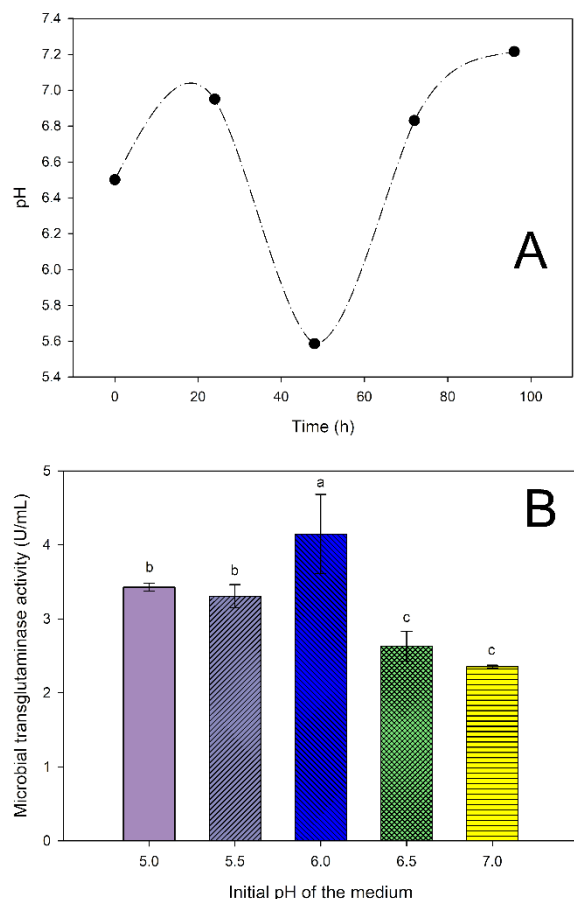 7.4
7.2
7.0
6.8
6.6
6.4
6.2
6.0
5.8
5.6
5.4
pH
A
0 20 40 60 80 100
Time (h)
B
5
4
3
2
1
0
Microbial transglutaminase activity (U/mL)
b b a c c
5.0 5.5 6.0 6.5 7.0
Initial pH of the medium